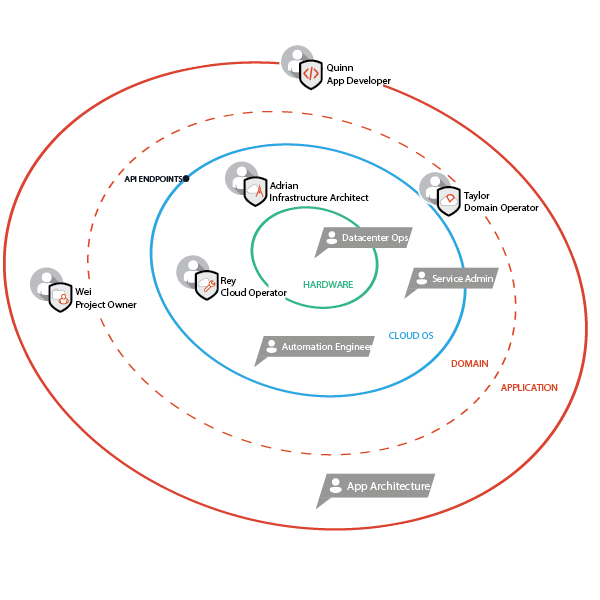 Quinn
App Developer
API ENDPOINTS
Adrian
Infrastructure Architect
Taylor
Domain Operator
Datacenter Ops
Rey
Cloud Operator
HARDWARE
Service Admin
Wei
Project Owner
Automation Engineer
CLOUD OS
DOMAIN
APPLICATION
App Architecture